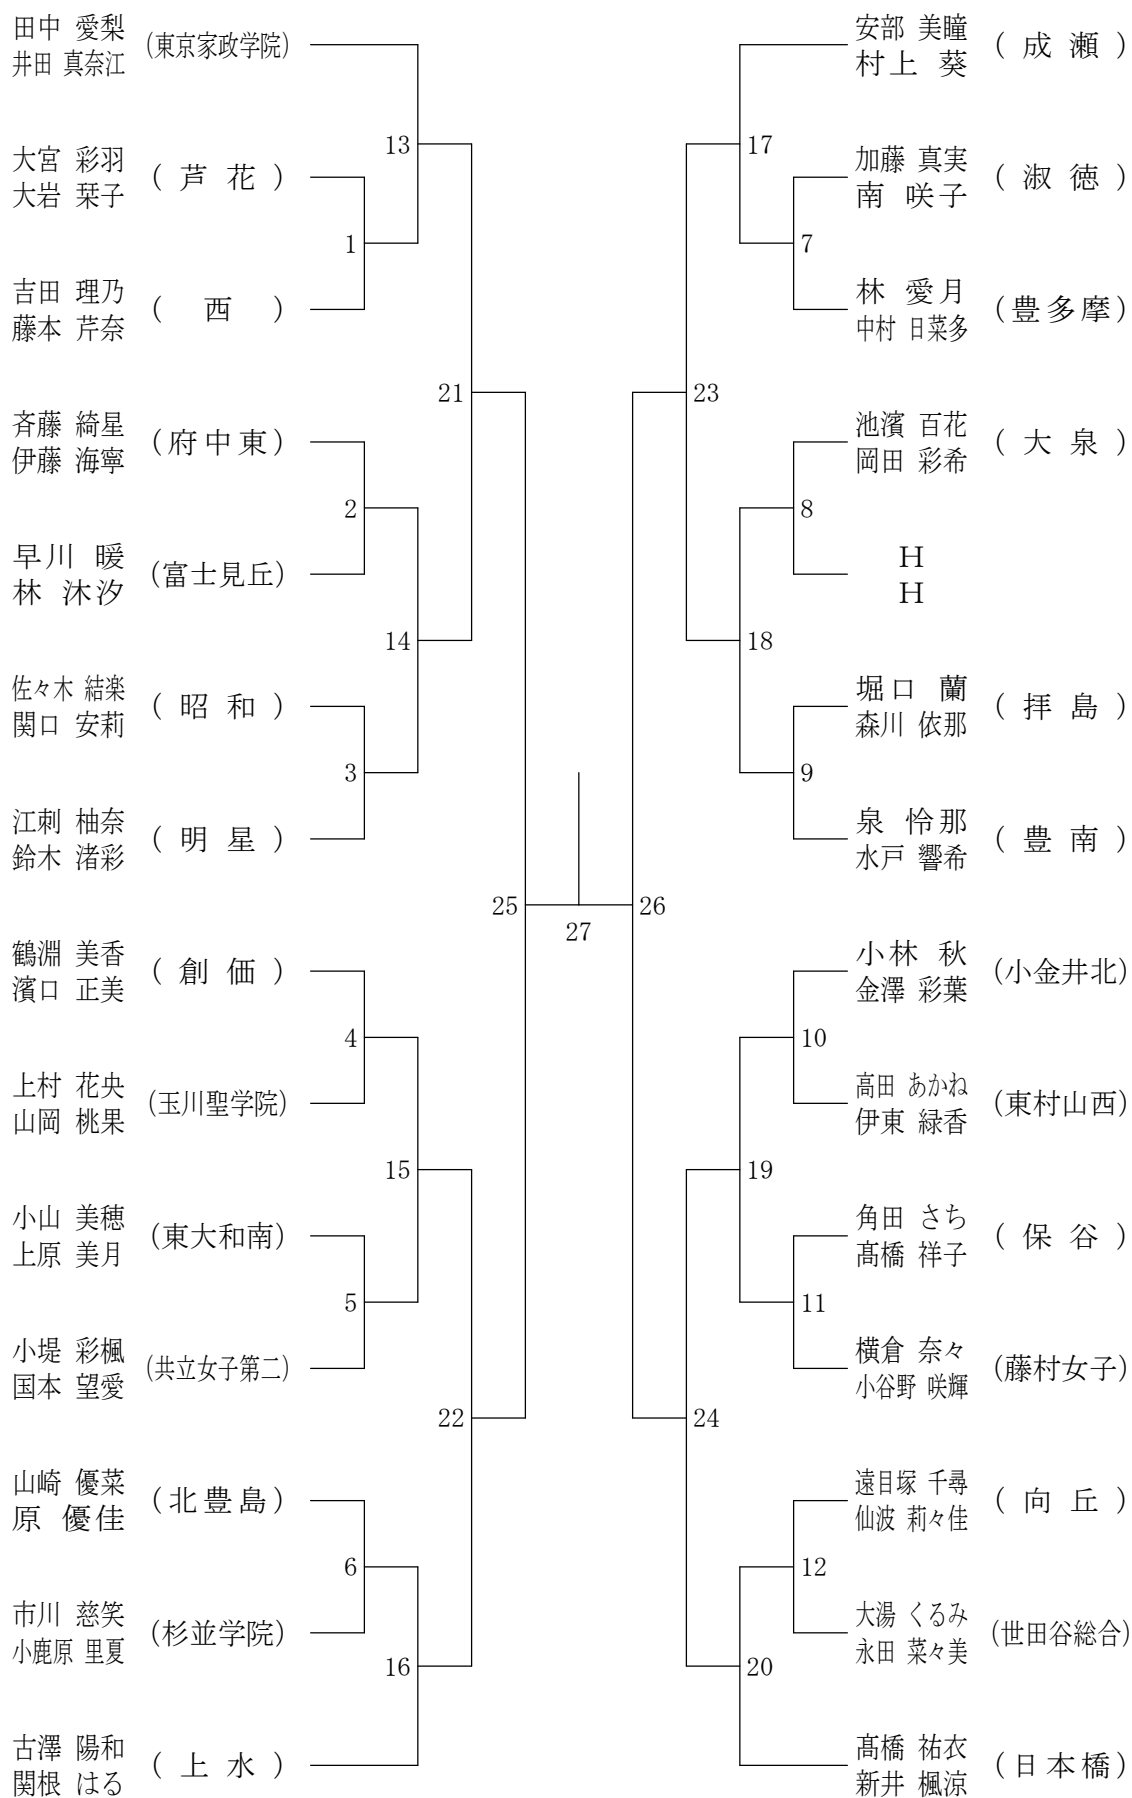 田中 愛梨
井田 真奈江
(東京家政学院)
13
大宮 彩羽
大岩 栞子
( 芦 花 )
1
吉田 理乃
藤本 芹奈
( 西 )
21
斉藤 綺星
伊藤 海寧
(府中東)
2
早川 暖
林 沐汐
(富士見丘)
14
佐々木 結楽
関口 安莉
( 昭 和 )
3
江刺 柚奈
鈴木 渚彩
( 明 星 )
25
鶴淵 美香
濱口 正美
( 創 価 )
4
上村 花央
山岡 桃果
(玉川聖学院)
15
小山 美穂
上原 美月
(東大和南)
5
小堤 彩楓
国本 望愛
(共立女子第二)
22
山崎 優菜
原 優佳
(北豊島)
6
市川 慈笑
小鹿原 里夏
(杉並学院)
16
古澤 陽和
関根 はる
( 上 水 )
27
安部 美瞳
村上 葵
( 成 瀬 )
17
加藤 真実
南 咲子
( 淑 徳 )
7
林 愛月
中村 日菜多
(豊多摩)
23
池濱 百花
岡田 彩希
( 大 泉 )
8
H
H
18
堀口 蘭
森川 依那
( 拝 島 )
9
泉 怜那
水戸 響希
( 豊 南 )
26
小林 秋
金澤 彩葉
(小金井北)
10
高田 あかね
伊東 緑香
(東村山西)
19
角田 さち
髙橋 祥子
( 保 谷 )
11
横倉 奈々
小谷野 咲輝
(藤村女子)
24
遠目塚 千尋
仙波 莉々佳
( 向 丘 )
12
大湯 くるみ
永田 菜々美
(世田谷総合)
20
髙橋 祐衣
新井 楓涼
(日本橋)